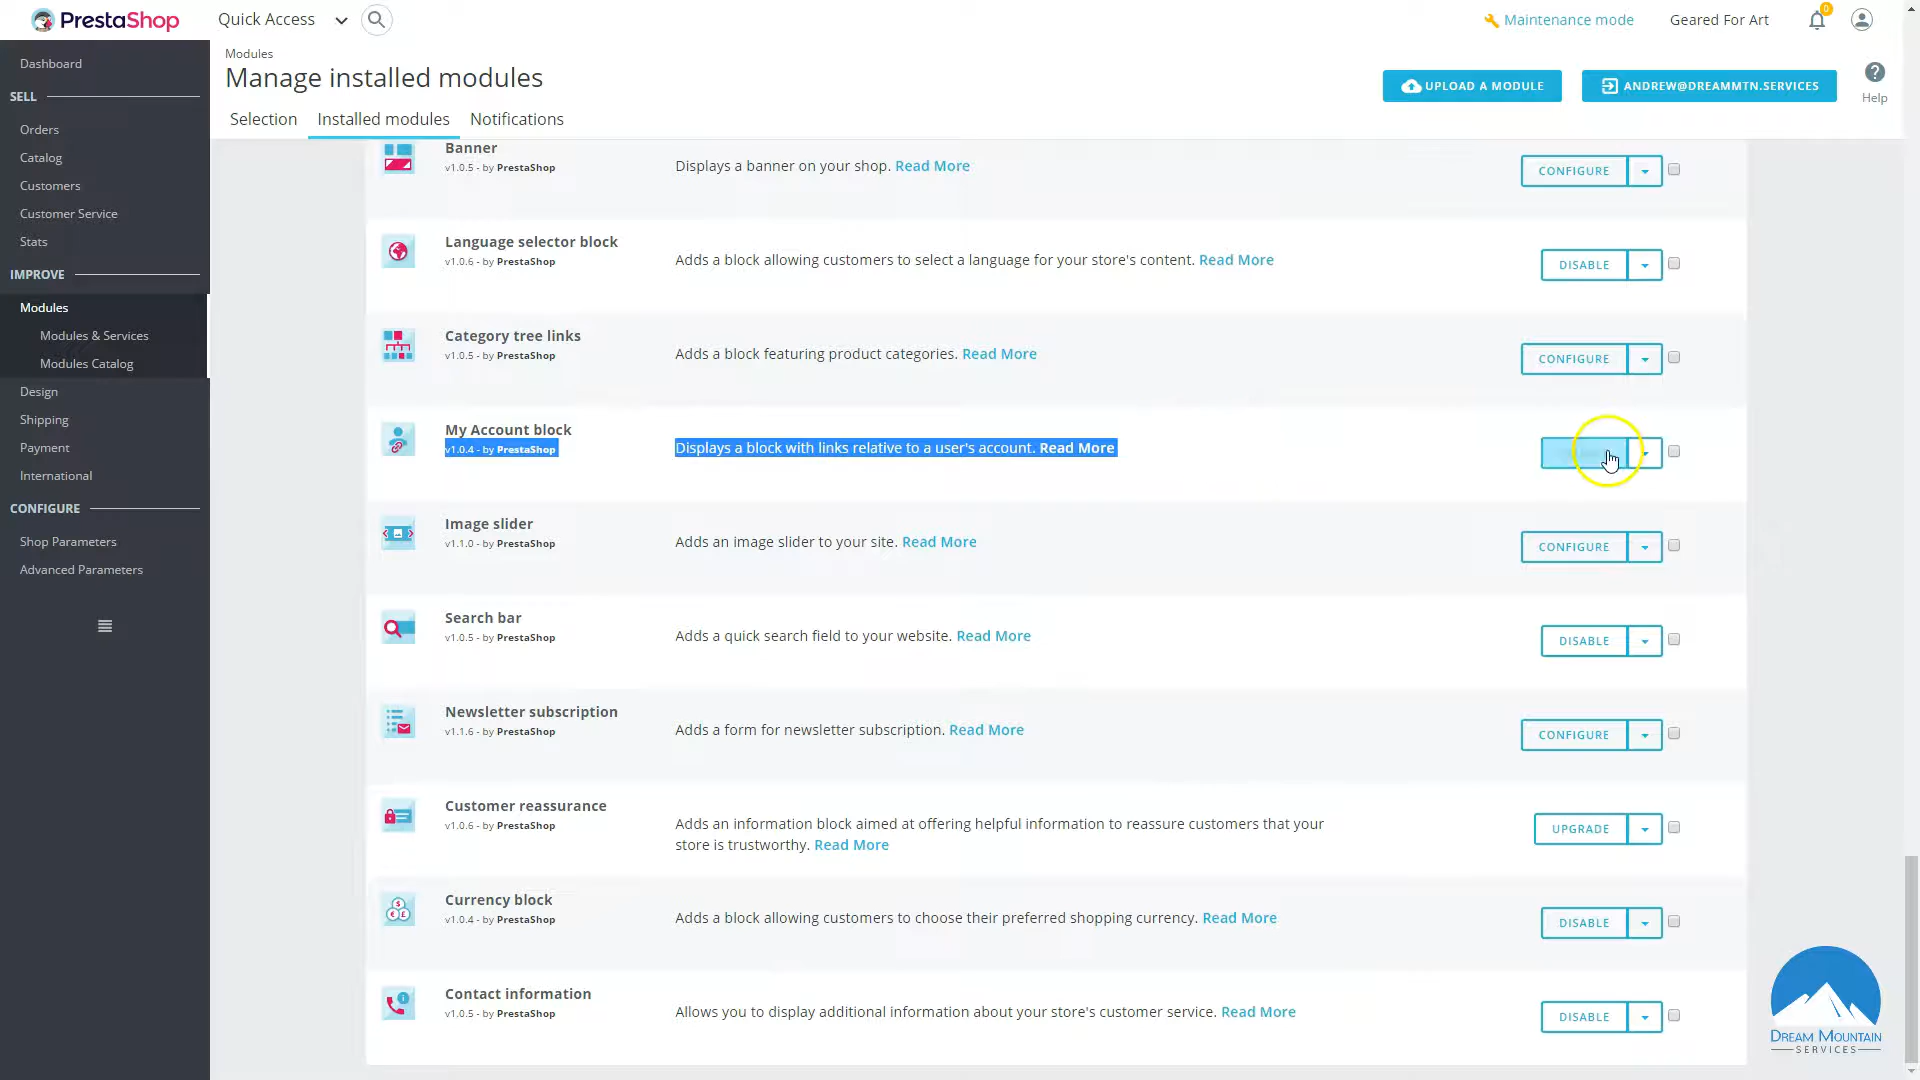 PrestaShop
Quick Access
Maintenance mode
Geared For Art
0
Modules
Manage installed modules
UPLOAD A MODULE
ANDREW@DREAMMTN.SERVICES
Help
Selection
Installed modules
Notifications
Dashboard
SELL
Orders
Catalog
Customers
Customer Service
Stats
IMPROVE
Modules
Modules & Services
Modules Catalog
Design
Shipping
Payment
International
CONFIGURE
Shop Parameters
Advanced Parameters
Banner
v1.0.5 - by PrestaShop
Displays a banner on your shop. Read More
CONFIGURE
Language selector block
v1.0.6 - by PrestaShop
Adds a block allowing customers to select a language for your store's content. Read More
DISABLE
Category tree links
v1.0.5 - by PrestaShop
Adds a block featuring product categories. Read More
CONFIGURE
My Account block
v1.0.4 - by PrestaShop
Displays a block with links relative to a user's account. Read More
Image slider
v1.1.0 - by PrestaShop
Adds an image slider to your site. Read More
CONFIGURE
Search bar
v1.0.5 - by PrestaShop
Adds a quick search field to your website. Read More
DISABLE
Newsletter subscription
v1.1.6 - by PrestaShop
Adds a form for newsletter subscription. Read More
CONFIGURE
Customer reassurance
v1.0.6 - by PrestaShop
Adds an information block aimed at offering helpful information to reassure customers that your
store is trustworthy. Read More
UPGRADE
Currency block
v1.0.4 - by PrestaShop
Adds a block allowing customers to choose their preferred shopping currency. Read More
DISABLE
Contact information
v1.0.5 - by PrestaShop
Allows you to display additional information about your store's customer service. Read More
DISABLE
DREAM MOUNTAIN
SERVICES